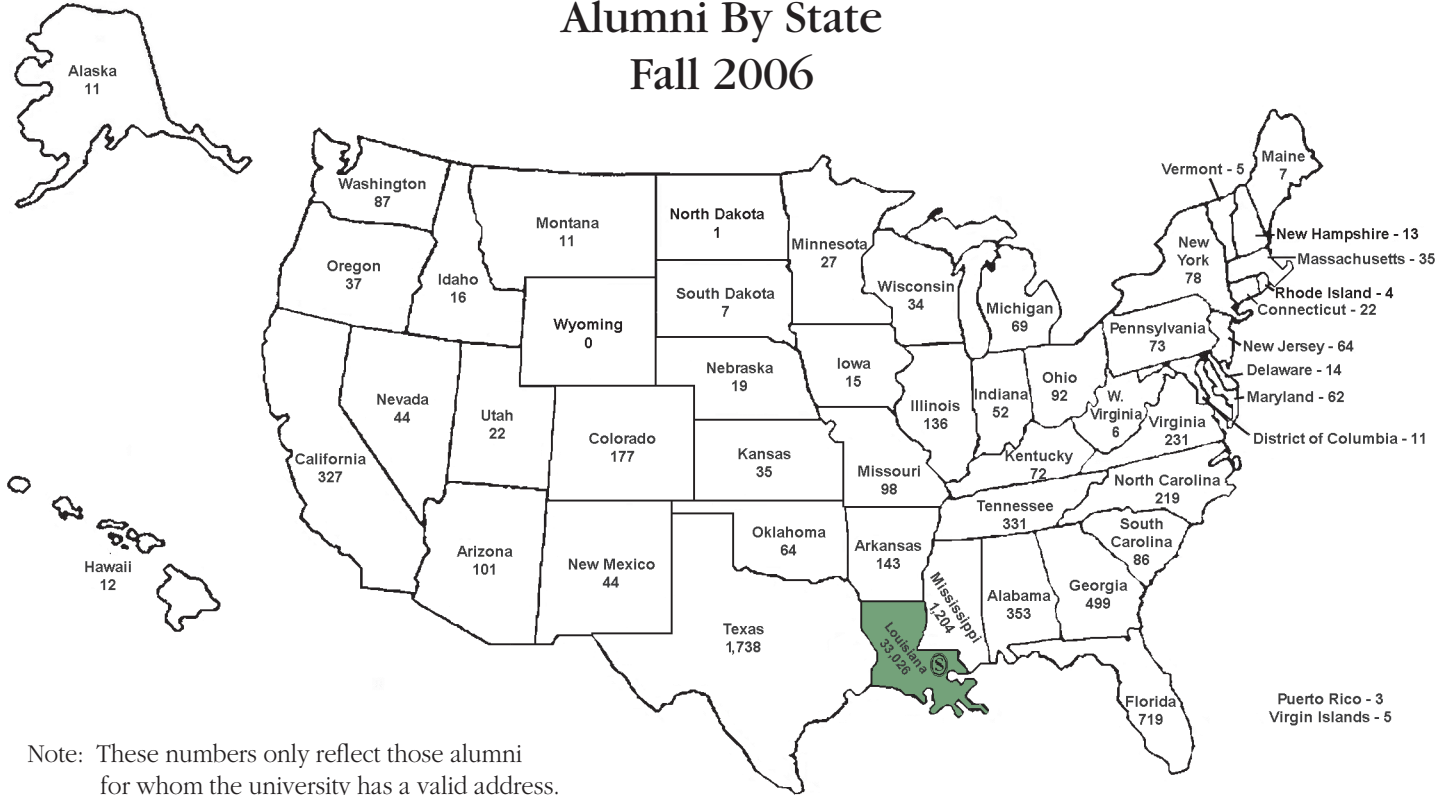 Alumni By State
Fall 2006
Alaska
11
Washington
87
Oregon
37
Idaho
16
Montana
11
North Dakota
1
Minnesota
27
South Dakota
7
Wyoming
0
Wisconsin
34
Michigan
69
Vermont - 5
Maine
7
New Hampshire - 13
Massachusetts - 35
Rhode Island - 4
Connecticut - 22
New
York
78
Pennsylvania
73
New Jersey - 64
Delaware - 14
Maryland - 62
District of Columbia - 11
Nebraska
19
Iowa
15
Illinois
136
Indiana
52
Ohio
92
W.
Virginia
6
Virginia
231
California
327
Nevada
44
Utah
22
Colorado
177
Kansas
35
Missouri
98
Kentucky
72
North Carolina
219
Tennessee
331
South
Carolina
86
Hawaii
12
Arizona
101
New Mexico
44
Oklahoma
64
Arkansas
143
Mississippi
1,204
Alabama
353
Georgia
499
Texas
1,738
Louisiana
33,026
S
Florida
719
Puerto Rico - 3
Virgin Islands - 5
Note: These numbers only reflect those alumni
for whom the university has a valid address.